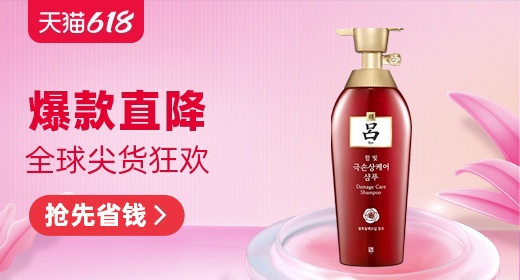 天猫618
爆款直降
全球尖货狂欢
抢先省钱
呂
Ryo
함빛
극손상케어
샴푸
Damage Care
Shampoo